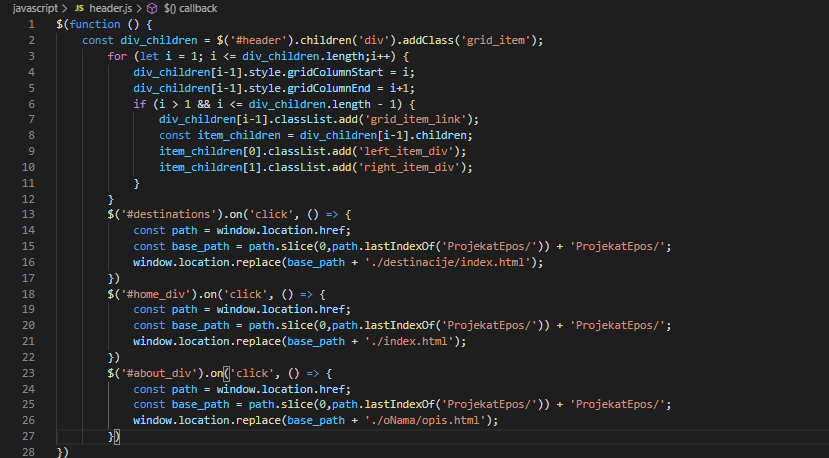 javascript > JS header.js > $() callback
1 $(function () {
2 const div_children = $('#header').children('div').addClass('grid_item');
3 for (let i = 1; i <= div_children.length;i++) {
4 div_children[i-1].style.gridColumnStart = i;
5 div_children[i-1].style.gridColumnEnd = i+1;
6 if (i > 1 && i <= div_children.length - 1) {
7 div_children[i-1].classList.add('grid_item_link');
8 const item_children = div_children[i-1].children;
9 item_children[0].classList.add('left_item_div');
10 item_children[1].classList.add('right_item_div');
11 }
12 }
13 $('#destinations').on('click', () => {
14 const path = window.location.href;
15 const base_path = path.slice(0,path.lastIndexOf('ProjekatEpos/')) + 'ProjekatEpos/';
16 window.location.replace(base_path + './destinacije/index.html');
17 })
18 $('#home_div').on('click', () => {
19 const path = window.location.href;
20 const base_path = path.slice(0,path.lastIndexOf('ProjekatEpos/')) + 'ProjekatEpos/';
21 window.location.replace(base_path + './index.html');
22 })
23 $('#about_div').on('click', () => {
24 const path = window.location.href;
25 const base_path = path.slice(0,path.lastIndexOf('ProjekatEpos/')) + 'ProjekatEpos/';
26 window.location.replace(base_path + './oNama/opis.html');
27 })
28 })